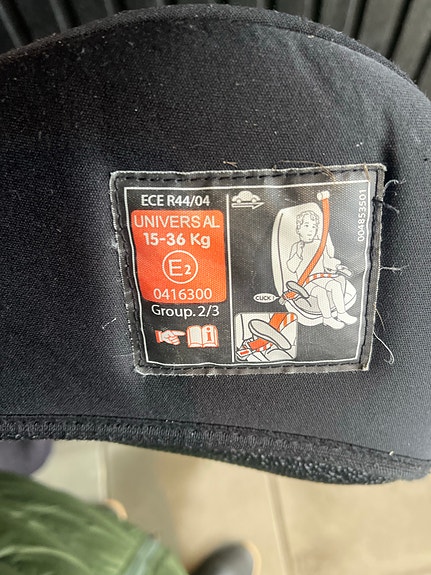 ECE R44/04
UNIVERSAL
15-36 Kg
E2
0416300
Group. 2/3
i
CLICK !
004853501